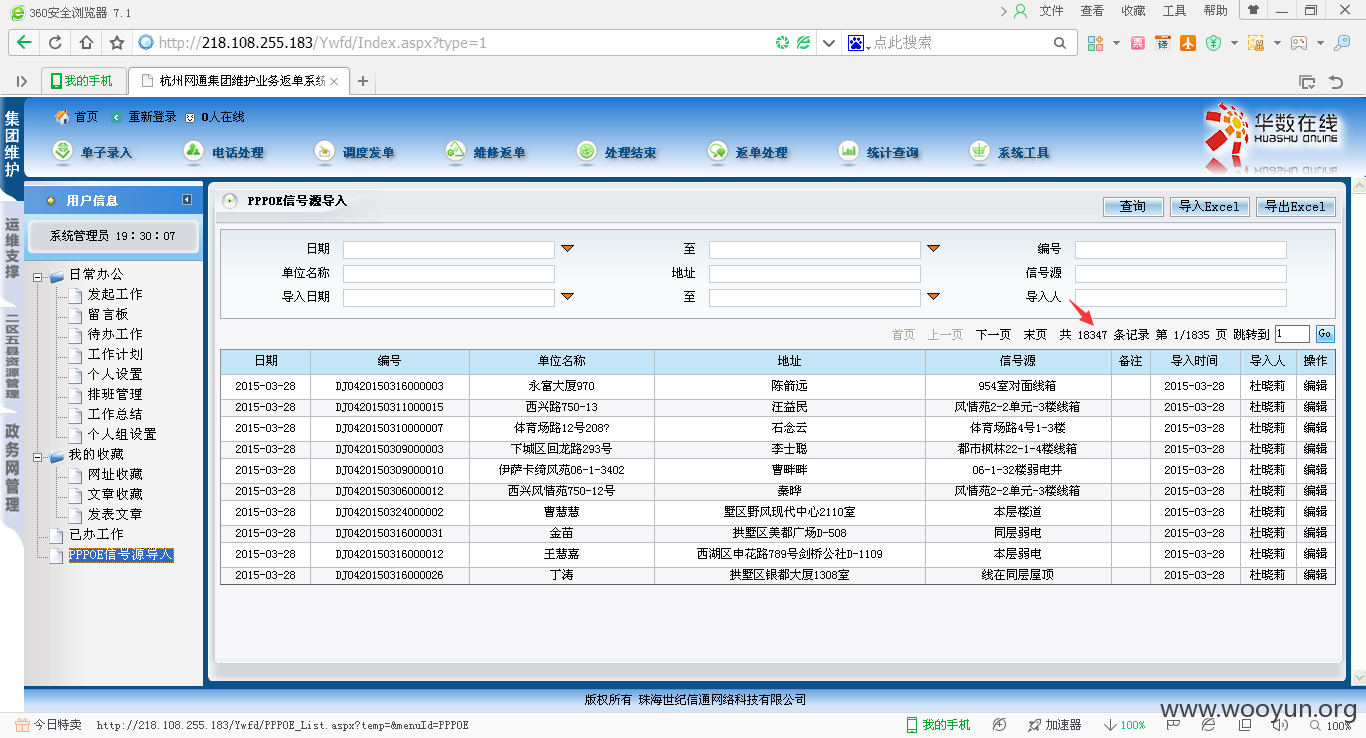 360安全浏览器 7.1
文件 查看 收藏 工具 帮助
http://218.108.255.183/Ywfd/Index.aspx?type=1
点此搜索
我的手机
杭州网通集团维护业务返单系统
集团维护
首页 重新登录 0人在线
单子录入 电话处理 调度发单 维修返单 处理结束 返单处理 统计查询 系统工具
华数在线
HUASHU ONLINE
运维支撑
二区五县资源管理
政务网管理
用户信息
系统管理员 19:30:07
日常办公
发起工作
留言板
待办工作
工作计划
个人设置
排班管理
工作总结
个人组设置
我的收藏
网址收藏
文章收藏
发表文章
已办工作
PPPOE信号源导入
PPPOE信号源导入
查询 导入Excel 导出Excel
日期 至 编号
单位名称 地址 信号源
导入日期 至 导入人
首页 上一页 下一页 末页 共 18347 条记录 第 1/1835 页 跳转到 1 Go
日期 编号 单位名称 地址 信号源 备注 导入时间 导入人 操作
2015-03-28 DJ0420150316000003 永富大厦970 陈箭远 954室对面线箱 2015-03-28 杜晓莉 编辑
2015-03-28 DJ0420150311000015 西兴路750-13 汪益民 风情苑2-2单元-3楼线箱 2015-03-28 杜晓莉 编辑
2015-03-28 DJ0420150310000007 体育场路12号208? 石念云 体育场路4号1-3楼 2015-03-28 杜晓莉 编辑
2015-03-28 DJ0420150309000003 下城区回龙路293号 李士聪 都市枫林22-1-4楼线箱 2015-03-28 杜晓莉 编辑
2015-03-28 DJ0420150309000010 伊萨卡绮风苑06-1-3402 曹畔畔 06-1-32楼弱电井 2015-03-28 杜晓莉 编辑
2015-03-28 DJ0420150306000012 西兴风情苑750-12号 秦晔 风情苑2-2单元-3楼线箱 2015-03-28 杜晓莉 编辑
2015-03-28 DJ0420150324000002 曹慧慧 墅区野风现代中心2110室 本层楼道 2015-03-28 杜晓莉 编辑
2015-03-28 DJ0420150316000031 金苗 拱墅区美都广场D-508 同层弱电 2015-03-28 杜晓莉 编辑
2015-03-28 DJ0420150316000012 王慧嘉 西湖区申花路789号剑桥公社D-1109 本层弱电 2015-03-28 杜晓莉 编辑
2015-03-28 DJ0420150316000026 丁涛 拱墅区银都大厦1308室 线在同层屋顶 2015-03-28 杜晓莉 编辑
版权所有 珠海世纪信通网络科技有限公司
www.wooyun.org
今日特卖 http://218.108.255.183/Ywfd/PPPOE_List.aspx?temp=&menuId=PPPOE 我的手机 加速器 100% 100%